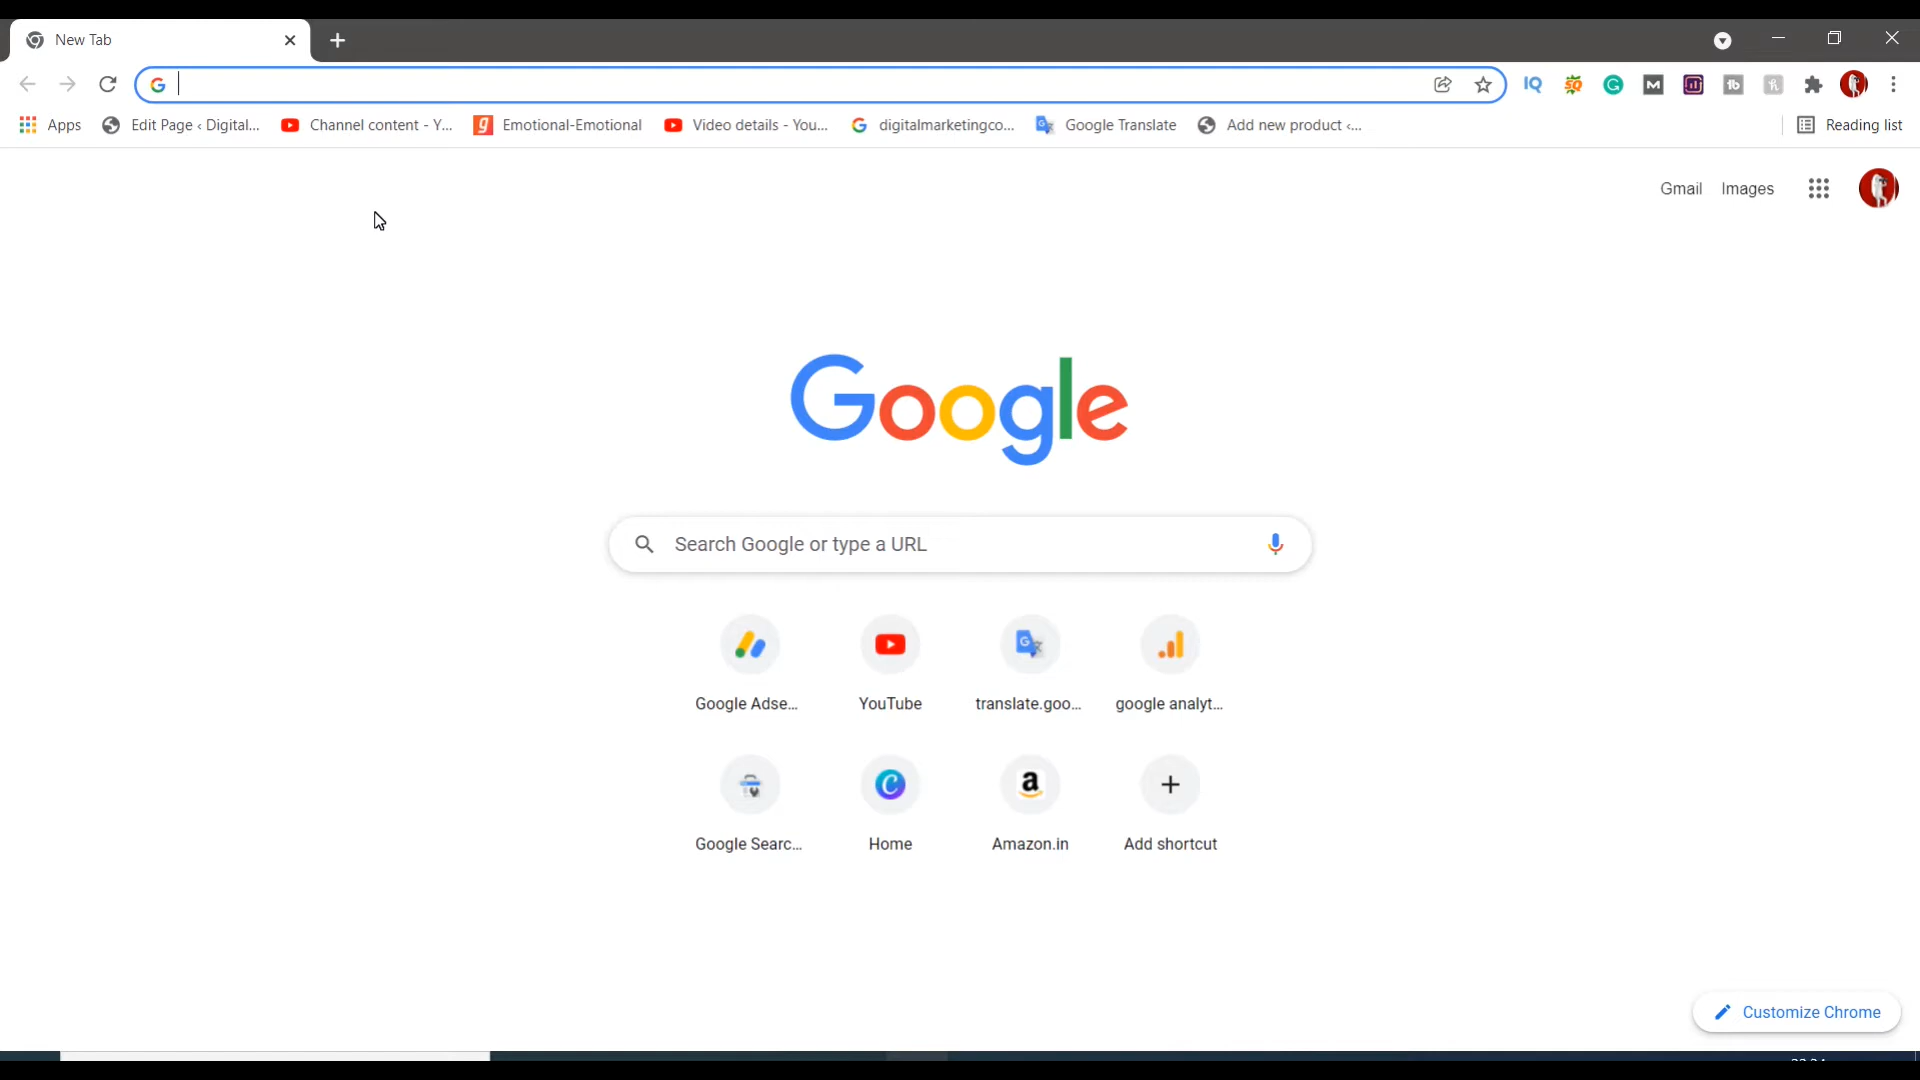 New Tab
Apps Edit Page ‹ Digital... Channel content - Y... Emotional-Emotional Video details - You... digitalmarketingco... Google Translate Add new product ‹... Reading list
Gmail Images
Google
Search Google or type a URL
Google Adse... YouTube translate.goo... google analyt...
Google Searc... Home Amazon.in Add shortcut
Customize Chrome